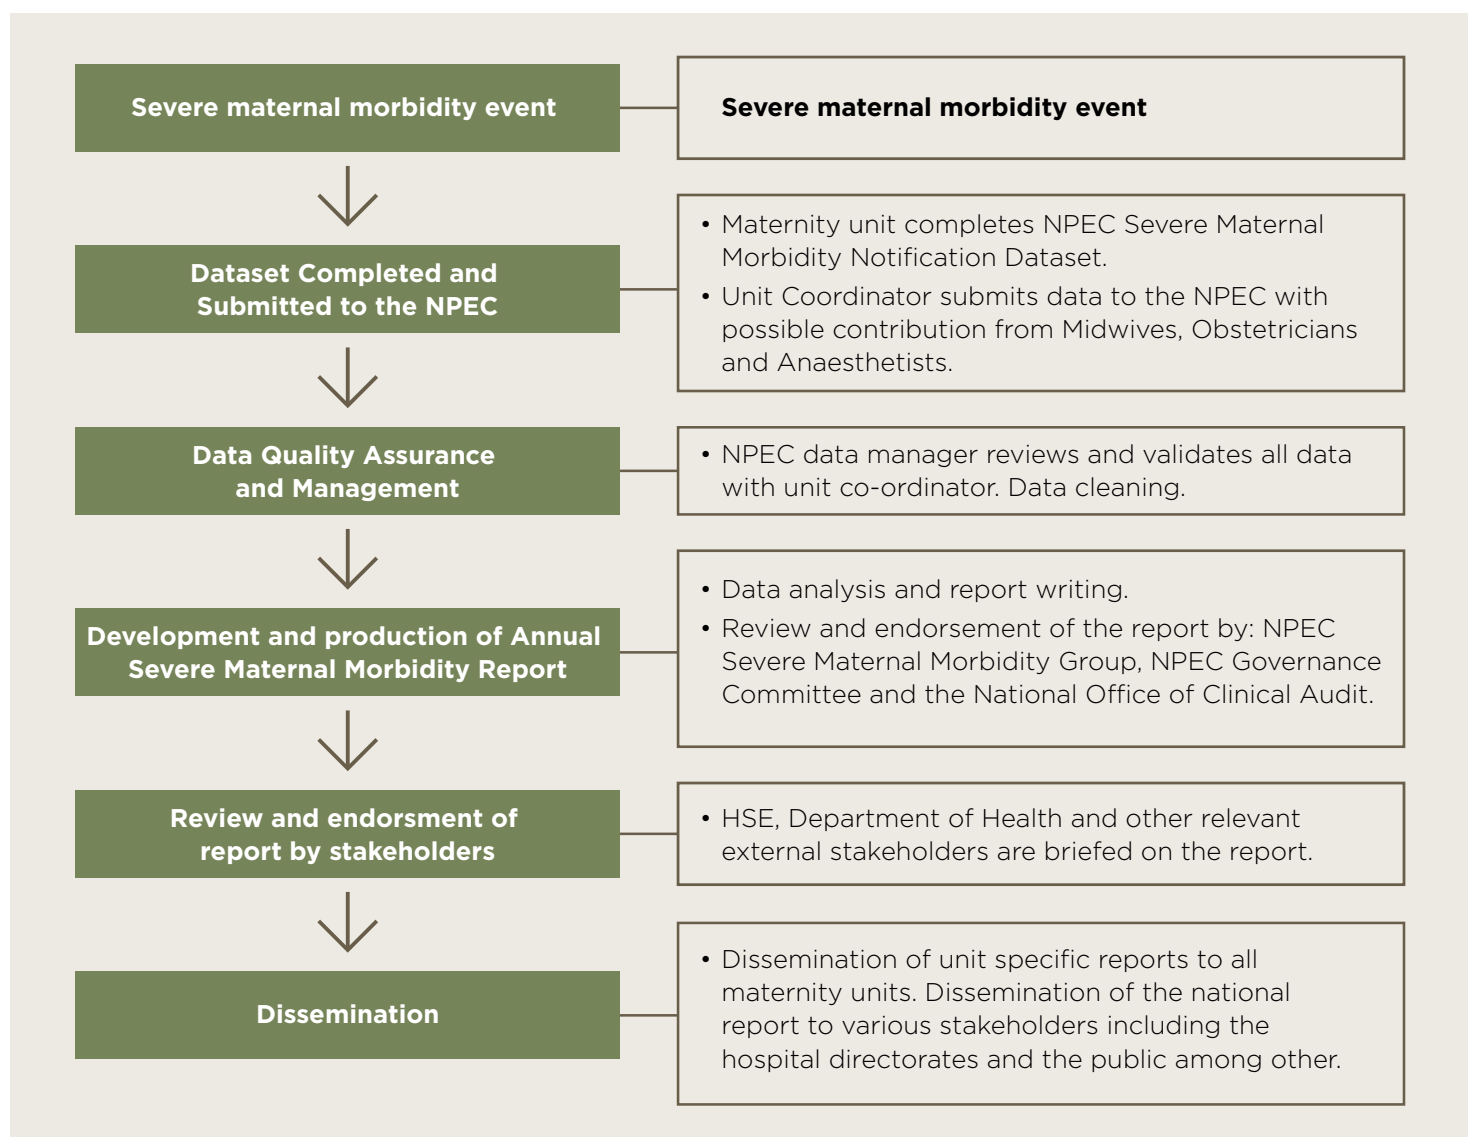 Severe maternal morbidity event
Severe maternal morbidity event
Dataset Completed and
Submitted to the NPEC
• Maternity unit completes NPEC Severe Maternal
Morbidity Notification Dataset.
• Unit Coordinator submits data to the NPEC with
possible contribution from Midwives, Obstetricians
and Anaesthetists.
Data Quality Assurance
and Management
• NPEC data manager reviews and validates all data
with unit co-ordinator. Data cleaning.
Development and production of Annual
Severe Maternal Morbidity Report
• Data analysis and report writing.
• Review and endorsement of the report by: NPEC
Severe Maternal Morbidity Group, NPEC Governance
Committee and the National Office of Clinical Audit.
Review and endorsment of
report by stakeholders
• HSE, Department of Health and other relevant
external stakeholders are briefed on the report.
Dissemination
• Dissemination of unit specific reports to all
maternity units. Dissemination of the national
report to various stakeholders including the
hospital directorates and the public among other.